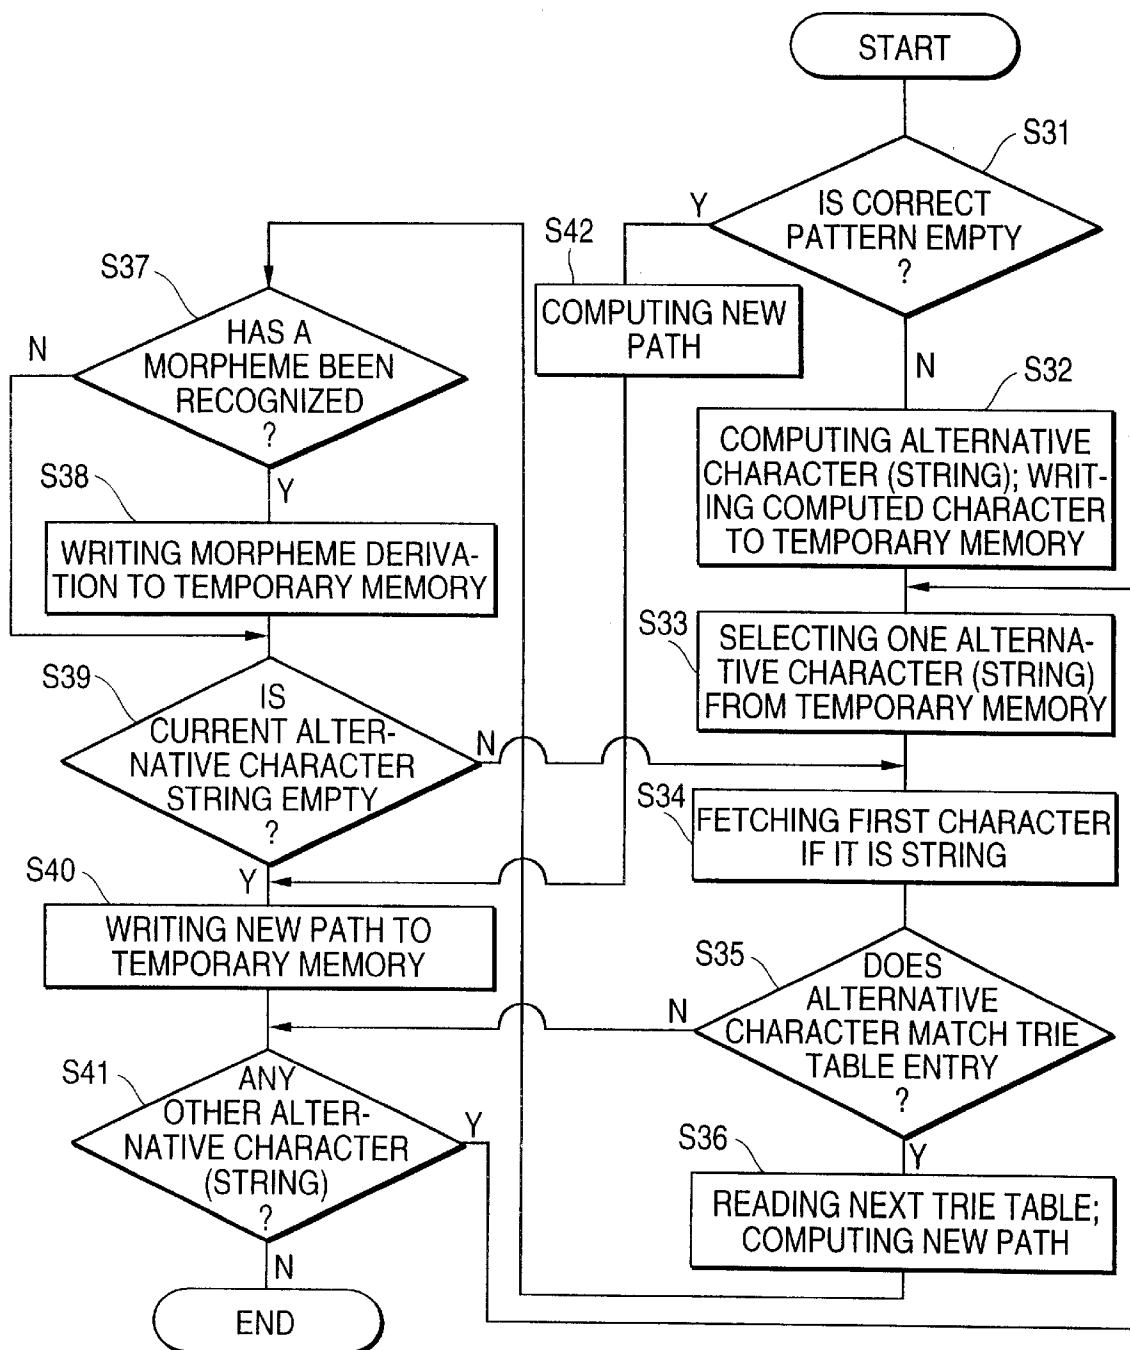 START
S31
IS CORRECT
PATTERN EMPTY
?
Y
N
S42
COMPUTING NEW
PATH
S32
COMPUTING ALTERNATIVE
CHARACTER (STRING); WRIT-
ING COMPUTED CHARACTER
TO TEMPORARY MEMORY
S33
SELECTING ONE ALTERNA-
TIVE CHARACTER (STRING)
FROM TEMPORARY MEMORY
S34
FETCHING FIRST CHARACTER
IF IT IS STRING
S35
DOES
ALTERNATIVE
CHARACTER MATCH TRIE
TABLE ENTRY
?
N
Y
S36
READING NEXT TRIE TABLE;
COMPUTING NEW PATH
S37
HAS A
MORPHEME BEEN
RECOGNIZED
?
N
Y
S38
WRITING MORPHEME DERIVA-
TION TO TEMPORARY MEMORY
S39
IS
CURRENT ALTER-
NATIVE CHARACTER
STRING EMPTY
?
N
Y
S40
WRITING NEW PATH TO
TEMPORARY MEMORY
S41
ANY
OTHER ALTER-
NATIVE CHARACTER
(STRING)
?
Y
N
END